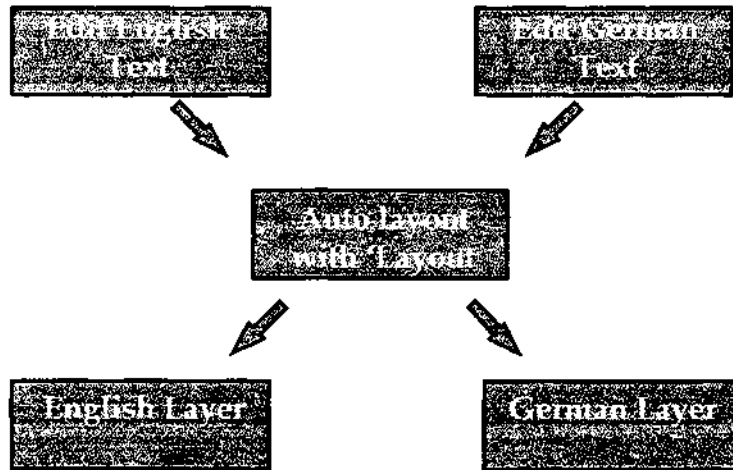 Edit English
Text
Edit German
Text
Auto layout
with 'Layout
English Layer
German Layer